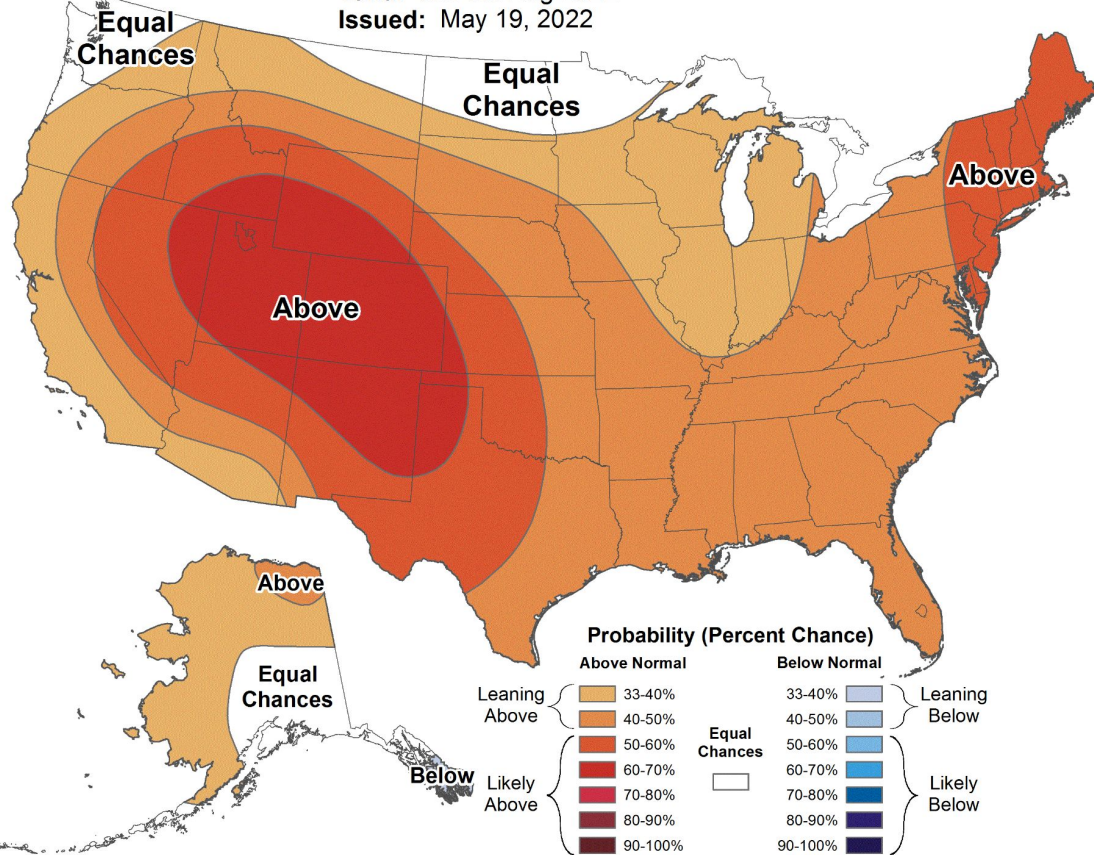 Issued: May 19, 2022
Equal
Chances
Equal
Chances
Above
Above
Above
Equal
Chances
Below
Probability (Percent Chance)
Above Normal
Below Normal
Leaning
Above
33-40%
40-50%
Likely
Above
50-60%
60-70%
70-80%
80-90%
90-100%
Equal
Chances
33-40%
40-50%
Leaning
Below
50-60%
60-70%
70-80%
80-90%
90-100%
Likely
Below